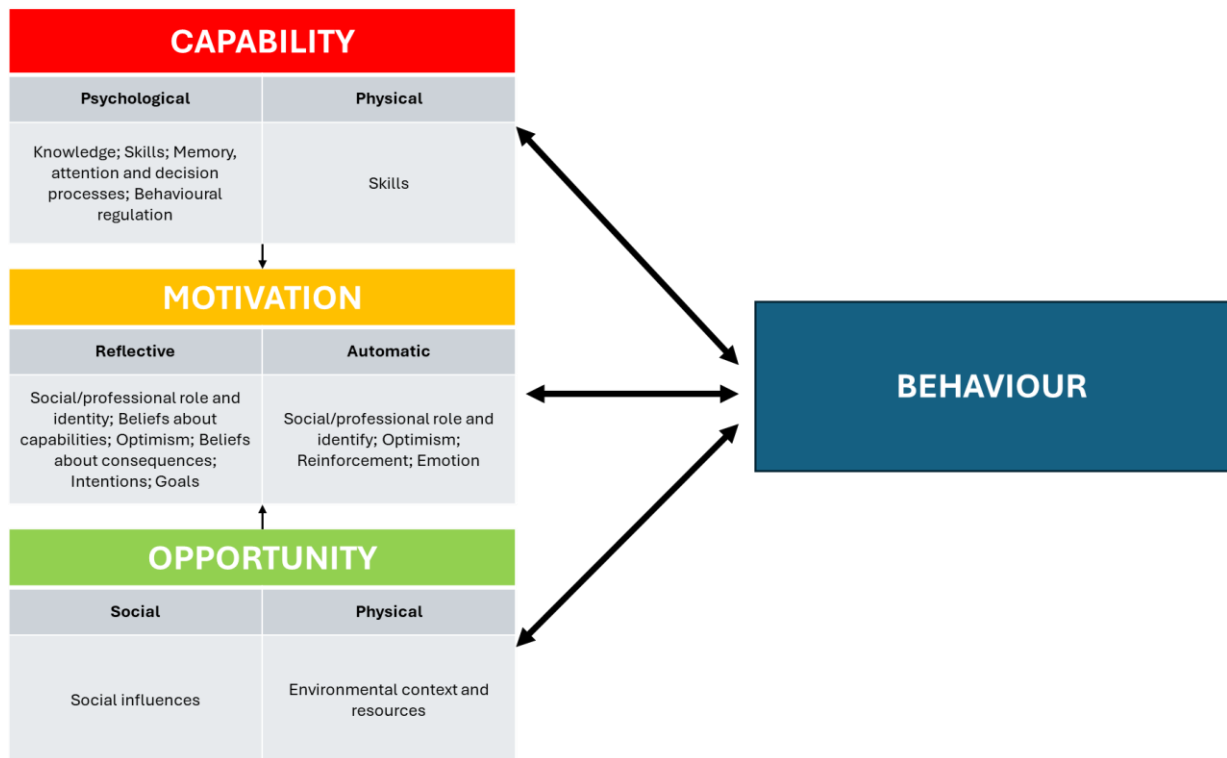 CAPABILITY
Psychological
Physical
Knowledge; Skills; Memory,
attention and decision
processes; Behavioural
regulation
Skills
MOTIVATION
Reflective
Automatic
Social/professional role and
identity; Beliefs about
capabilities; Optimism; Beliefs
about consequences;
Intentions; Goals
Social/professional role and
identify; Optimism;
Reinforcement; Emotion
BEHAVIOUR
OPPORTUNITY
Social
Physical
Social influences
Environmental context and
resources